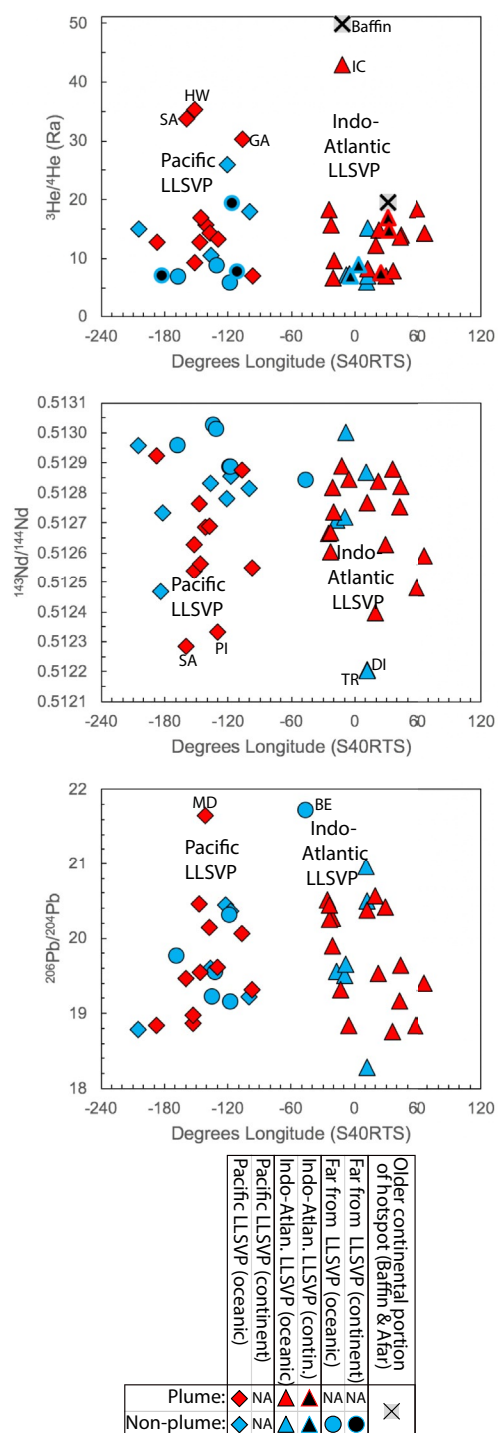 50
40
30
20
10
0
³He/⁴He (Ra)
Baffin
IC
HW
SA
GA
Pacific
LLSVP
Indo-
Atlantic
LLSVP
-240 -180 -120 -60 0 60 120
Degrees Longitude (S40RTS)
0.5131
0.5130
0.5129
0.5128
0.5127
0.5126
0.5125
0.5124
0.5123
0.5122
0.5121
¹⁴³Nd/¹⁴⁴Nd
Pacific
LLSVP
Indo-
Atlantic
LLSVP
SA
PI
TR
DI
-240 -180 -120 -60 0 60 120
Degrees Longitude (S40RTS)
22
21
20
19
18
²⁰⁶Pb/²⁰⁴Pb
MD
BE
Pacific
LLSVP
Indo-
Atlantic
LLSVP
-240 -180 -120 -60 0 60 120
Degrees Longitude (S40RTS)
Pacific LLSVP (oceanic)
Pacific LLSVP (continent)
Indo-Atlan. LLSVP (oceanic)
Indo-Atlan. LLSVP (contin.)
Far from LLSVP (oceanic)
Far from LLSVP (continent)
Older continental portion
of hotspot (Baffin & Afar)
Plume: NA NA NA
Non-plume: NA